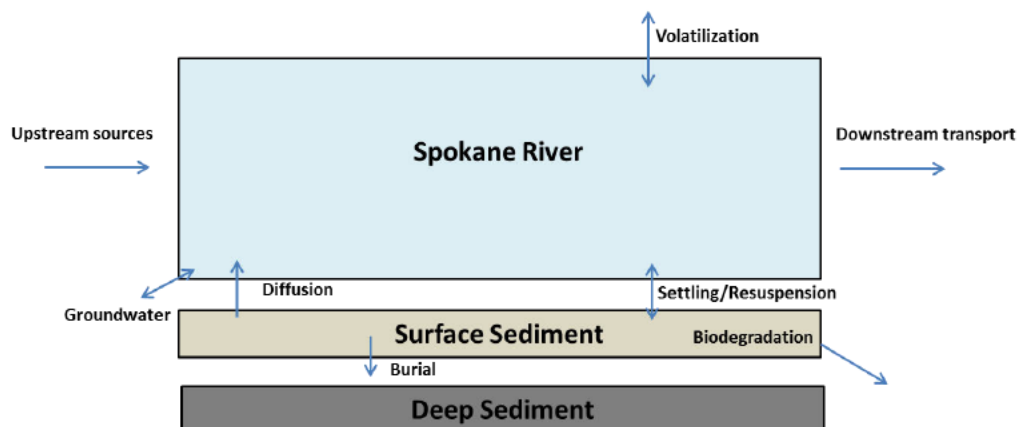 Volatilization
Upstream sources
Downstream transport
Spokane River
Diffusion
Settling/Resuspension
Groundwater
Surface Sediment
Biodegradation
Burial
Deep Sediment